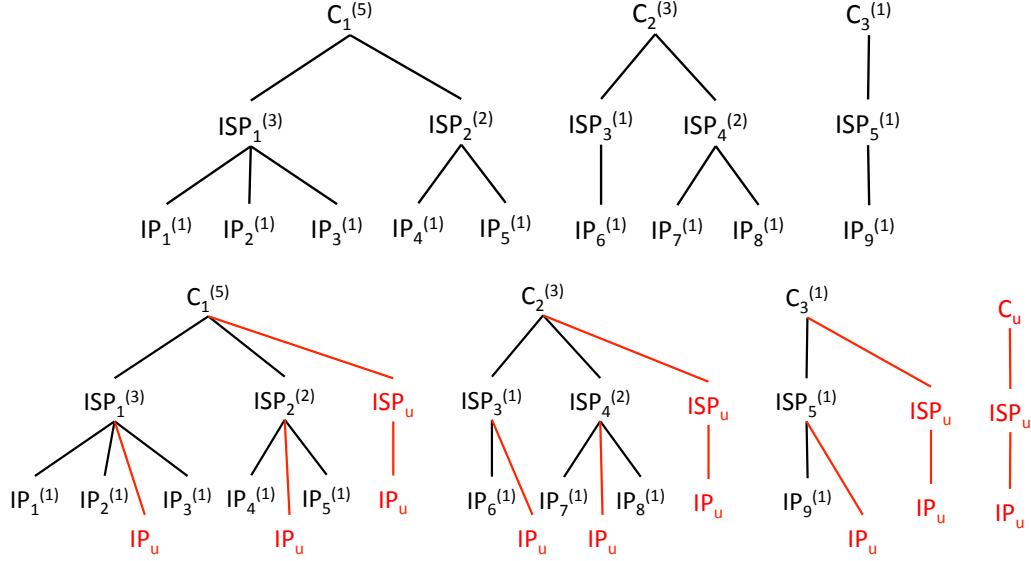 C₁⁽⁵⁾ C₂⁽³⁾ C₃⁽¹⁾
ISP₁⁽³⁾ ISP₂⁽²⁾ ISP₃⁽¹⁾ ISP₄⁽²⁾ ISP₅⁽¹⁾
IP₁⁽¹⁾ IP₂⁽¹⁾ IP₃⁽¹⁾ IP₄⁽¹⁾ IP₅⁽¹⁾ IP₆⁽¹⁾ IP₇⁽¹⁾ IP₈⁽¹⁾ IP₉⁽¹⁾
C₁⁽⁵⁾ C₂⁽³⁾ C₃⁽¹⁾ Cᵤ
ISP₁⁽³⁾ ISP₂⁽²⁾ ISPᵤ ISP₃⁽¹⁾ ISP₄⁽²⁾ ISPᵤ ISP₅⁽¹⁾ ISPᵤ ISPᵤ
IP₁⁽¹⁾ IP₂⁽¹⁾ IP₃⁽¹⁾ IP₄⁽¹⁾ IP₅⁽¹⁾ IPᵤ IP₆⁽¹⁾ IP₇⁽¹⁾ IP₈⁽¹⁾ IPᵤ IP₉⁽¹⁾ IPᵤ IPᵤ
IPᵤ IPᵤ IPᵤ IPᵤ IPᵤ